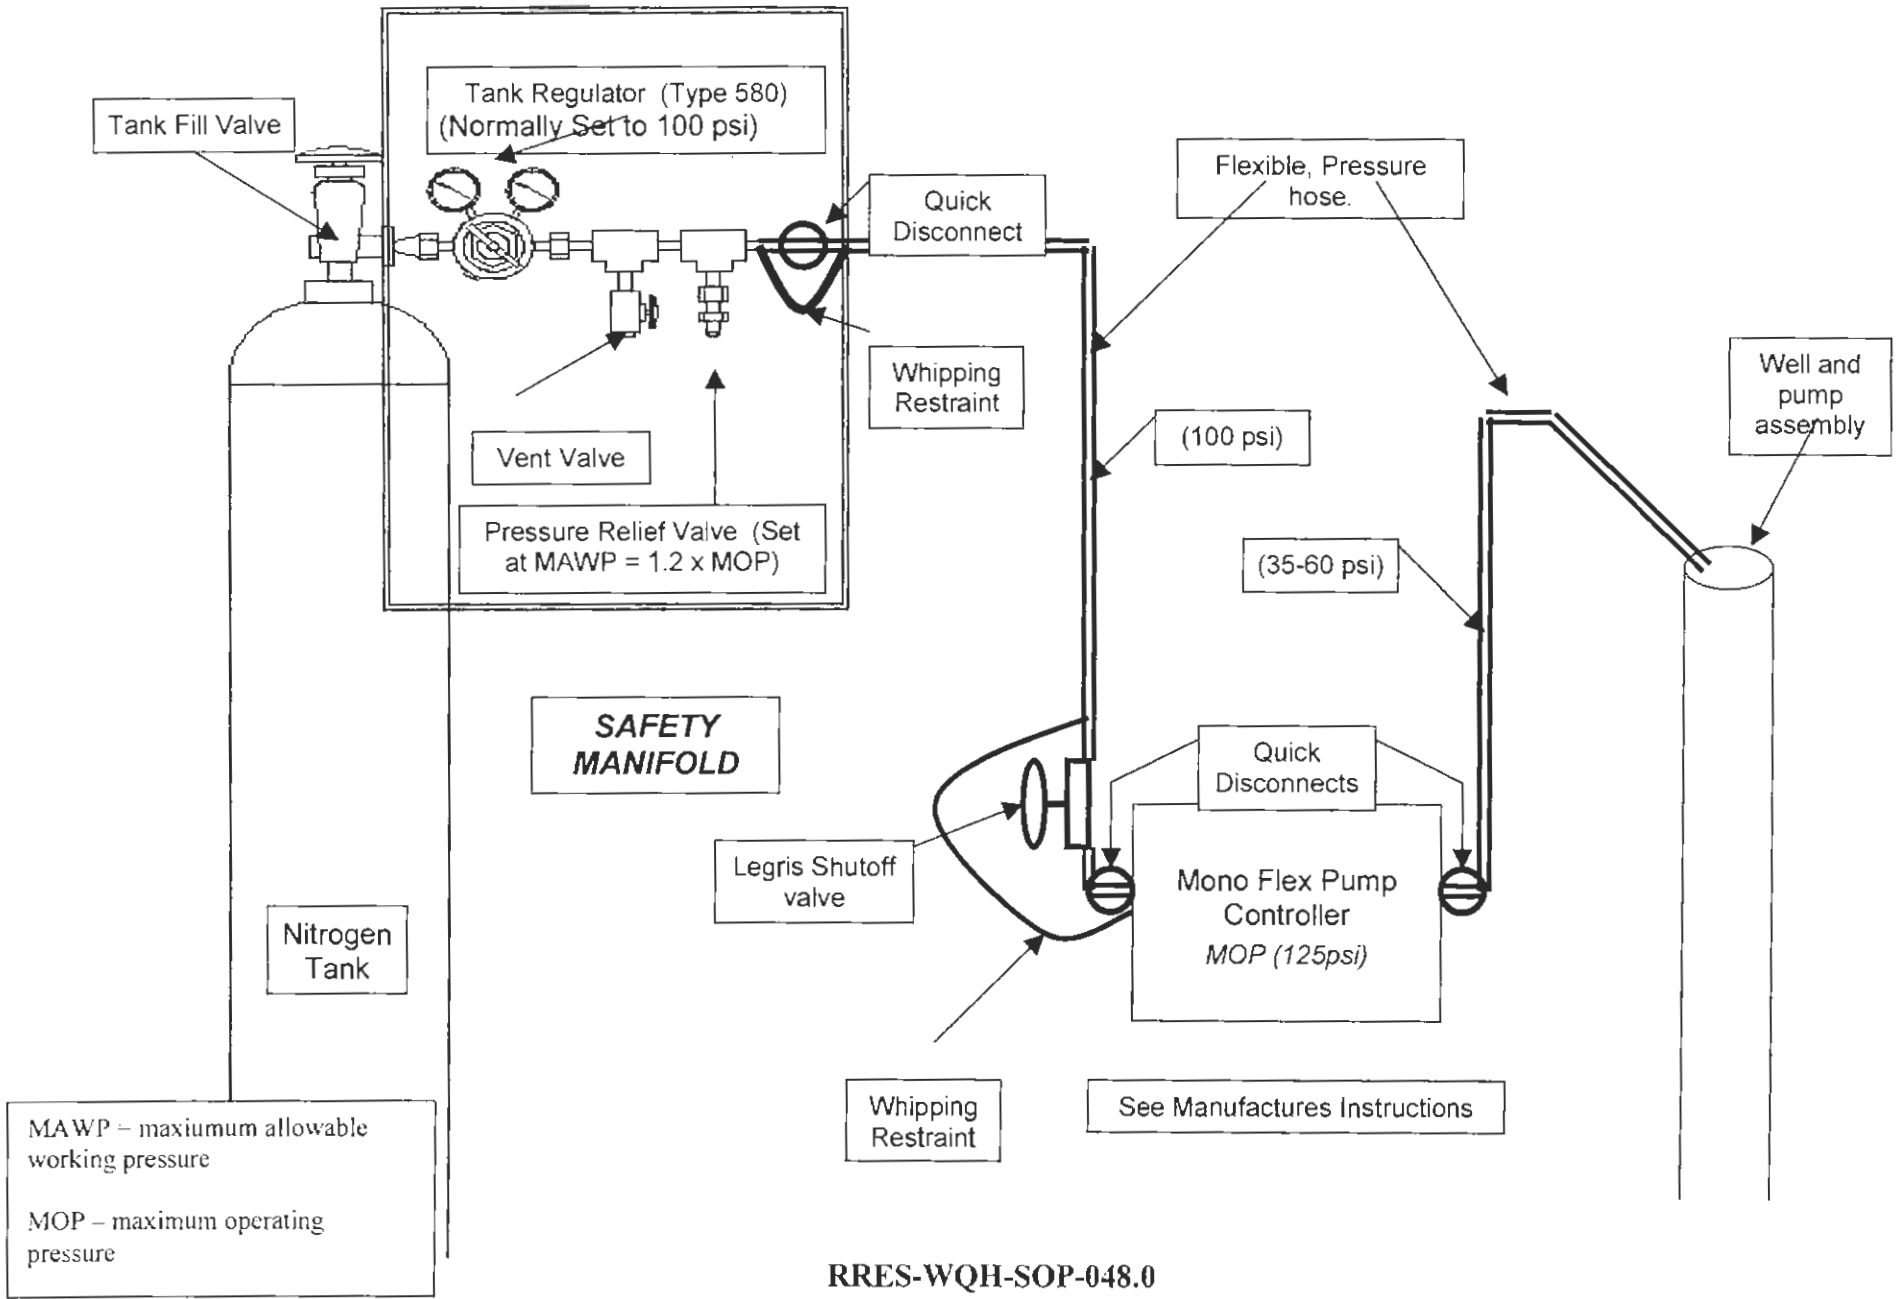 Tank Fill Valve
Tank Regulator (Type 580)
(Normally Set to 100 psi)
Quick
Disconnect
Flexible, Pressure
hose.
Whipping
Restraint
Well and
pump
assembly
Vent Valve
(100 psi)
Pressure Relief Valve (Set
at MAWP = 1.2 x MOP)
(35-60 psi)
SAFETY
MANIFOLD
Quick
Disconnects
Legris Shutoff
valve
Mono Flex Pump
Controller
MOP (125psi)
Nitrogen
Tank
Whipping
Restraint
See Manufactures Instructions
MAWP – maxiumum allowable
working pressure
MOP – maximum operating
pressure
RRES-WQH-SOP-048.0